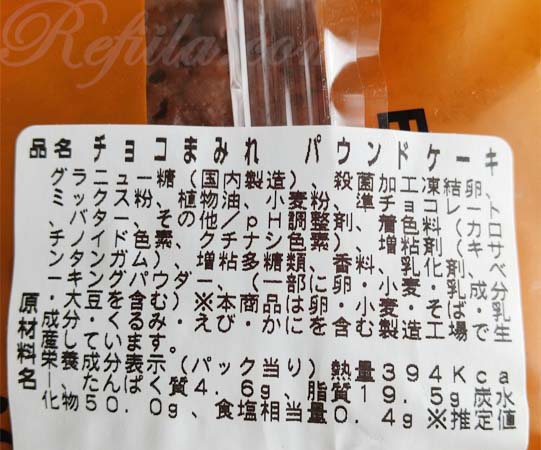 Refiila.com
E
品名 チョコまみれ パウンドケーキ
原材料名
グラニュー糖(国内製造)、殺菌加工凍結卵、
ミックス粉、植物油、小麦粉、準チョコレート
、バター、その他/pH調整剤、着色料(カロ
チノイド色素、クチナシ色素)、増粘剤(キサ
ンタンガム)、増粘多糖類、香料、乳化剤、ベ
ーキングパウダー、(一部に卵・小麦・乳成分
・大豆を含む)※本商品は卵・小麦・そば・乳
成分・くるみ・えび・かにを含む製造工場で生
産しています。
栄養成分表示(パック当り)熱量394Kca
l、たんぱく質4.6g、脂質19.5g炭水
化物50.0g、食塩相当量0.4g※推定値